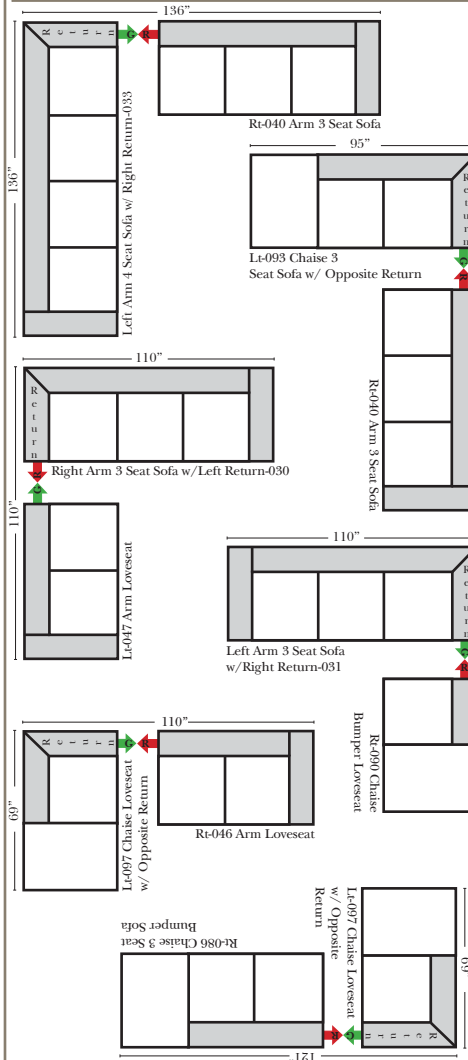 136”
Return
G R
136”
Left Arm 4 Seat Sofa w/ Right Return-033
Rt-040 Arm 3 Seat Sofa
95”
Return
Lt-093 Chaise 3
Seat Sofa w/ Opposite Return
G
R
Rt-040 Arm 3 Seat Sofa
110”
Return
Right Arm 3 Seat Sofa w/Left Return-030
R
G
110”
Lt-047 Arm Loveseat
110”
Return
Left Arm 3 Seat Sofa
w/Right Return-031
G
R
Rt-090 Chaise
Bumper Loveseat
110”
Return
G R
69”
Lt-097 Chaise Loveseat
w/ Opposite Return
Rt-046 Arm Loveseat
Rt-086 Chaise 3 Seat
Bumper Sofa
Lt-097 Chaise Loveseat
w/ Opposite
Return
69”
R G
Return
121”